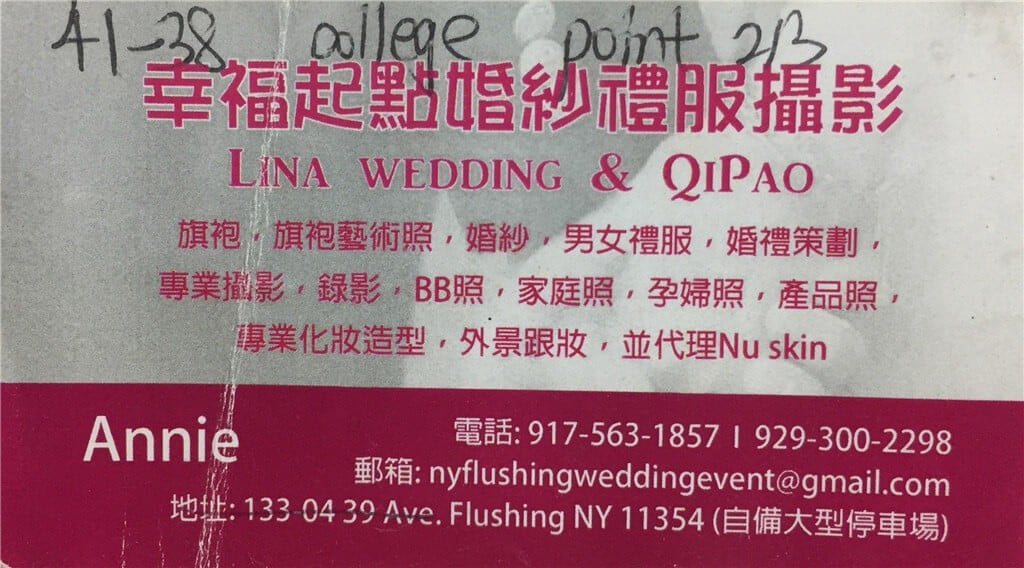 41-38 college point 2/3
幸福起點婚紗禮服攝影
LINA WEDDING & QIPAO
旗袍，旗袍藝術照，婚紗，男女禮服，婚禮策劃，
專業攝影，錄影，BB照，家庭照，孕婦照，產品照，
專業化妝造型，外景跟妝，並代理Nu skin
Annie
電話: 917-563-1857 I 929-300-2298
郵箱: nyflushingweddingevent@gmail.com
地址: 133-04 39 Ave. Flushing NY 11354 (自備大型停車場)